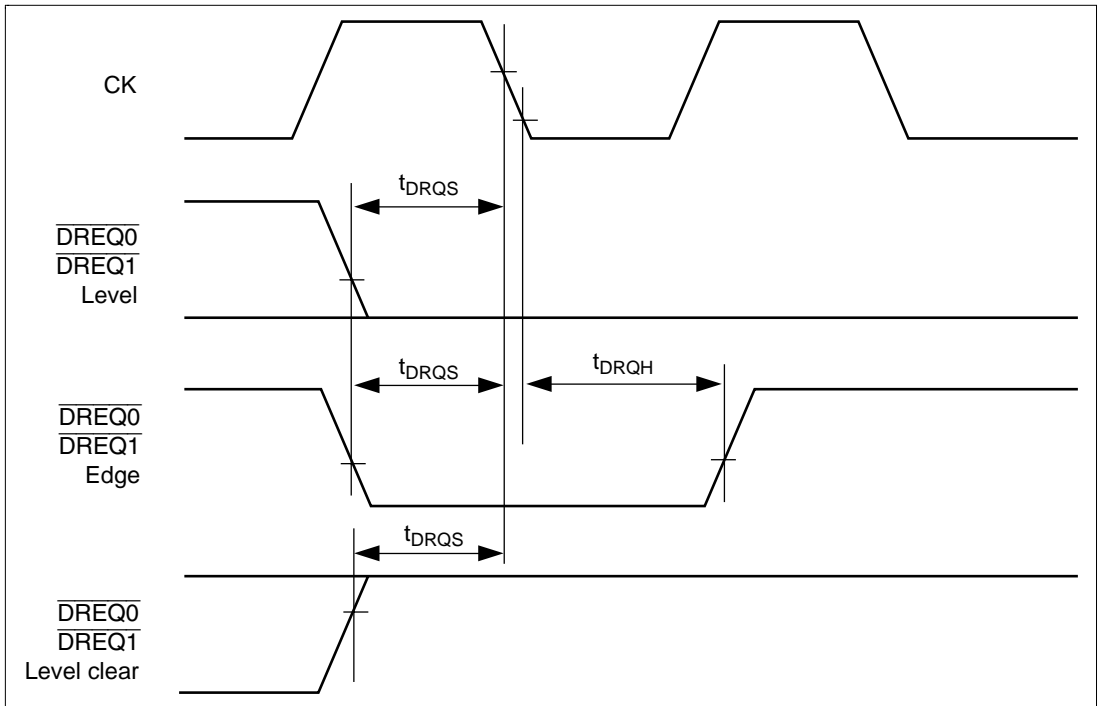 CK
tDRQS
DREQ0
DREQ1
Level
tDRQS
tDRQH
DREQ0
DREQ1
Edge
tDRQS
DREQ0
DREQ1
Level clear